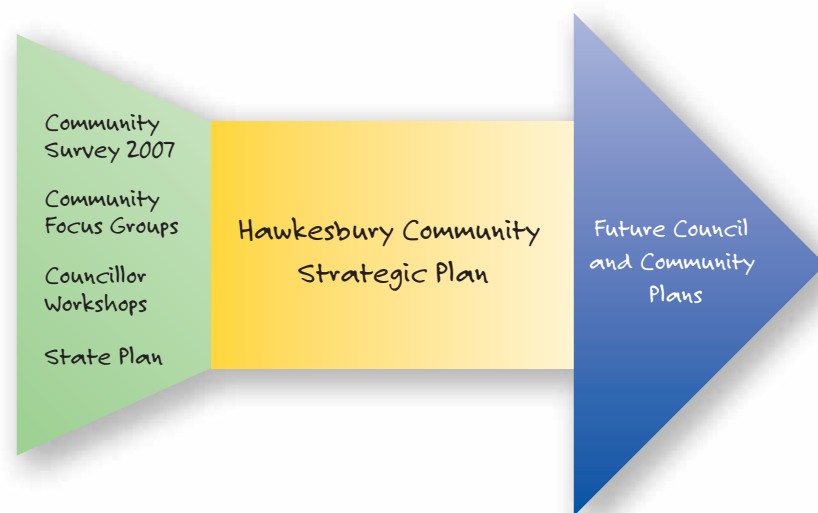 Community
Survey 2007
Community
Focus Groups
Councillor
Workshops
State Plan
Hawkesbury Community
Strategic Plan
Future Council
and Community
Plans